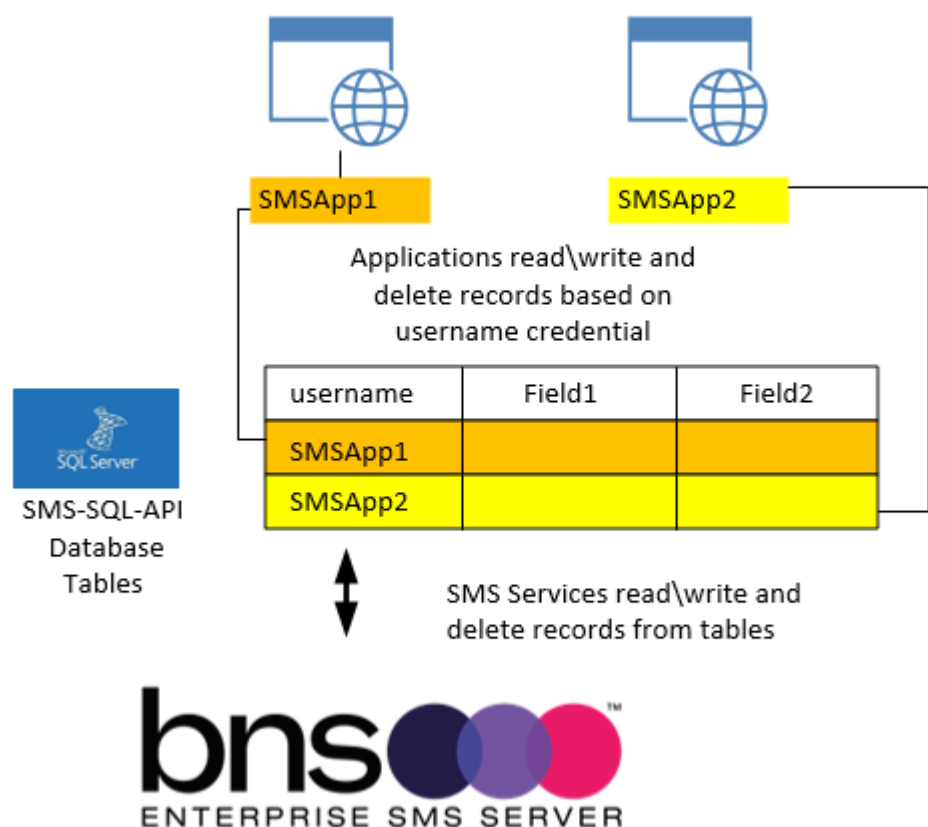 SMSApp1
SMSApp2
Applications read\write and
delete records based on
username credential
username Field1 Field2
SMSApp1
SMSApp2
Microsoft
SQL Server
SMS-SQL-API
Database
Tables
SMS Services read\write and
delete records from tables
bns ™
ENTERPRISE SMS SERVER